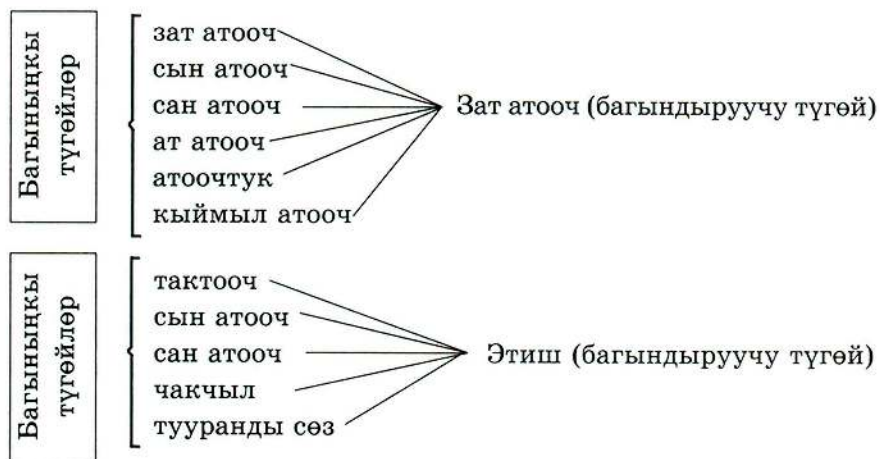 Багыныңкы
түгөйлөр
зат атооч
сын атооч
сан атооч
ат атооч
атоочтук
кыймыл атооч
Зат атооч (багындыруучу түгөй)
Багыныңкы
түгөйлөр
тактооч
сын атооч
сан атооч
чакчыл
тууранды сөз
Этиш (багындыруучу түгөй)